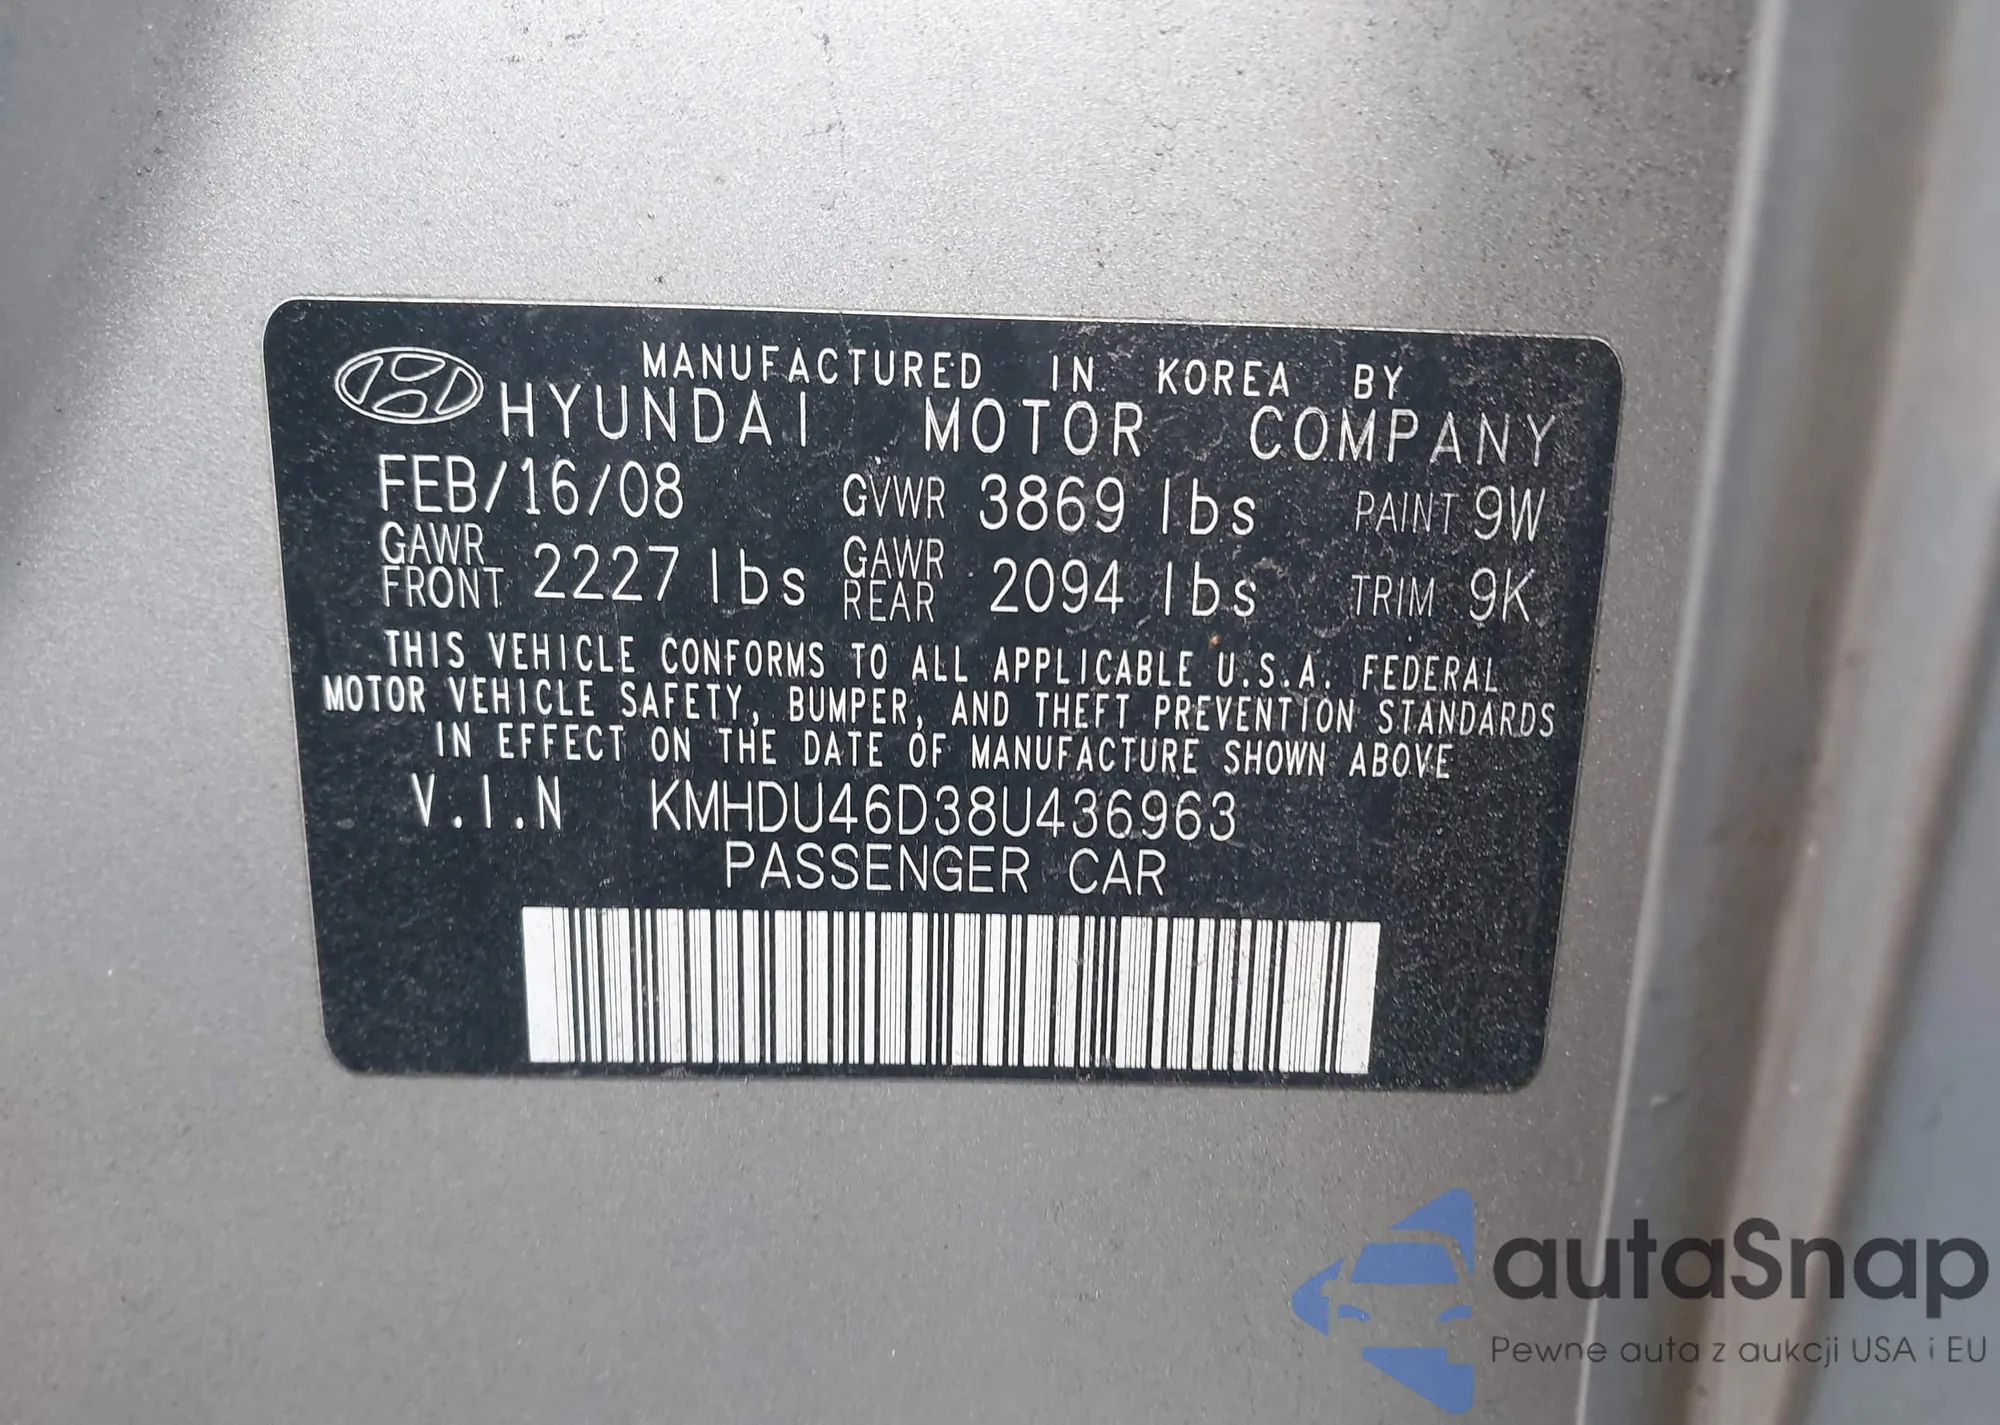 MANUFACTURED IN KOREA BY
HYUNDAI MOTOR COMPANY
FEB/16/08 GVWR 3869 lbs PAINT 9W
GAWR FRONT 2227 lbs GAWR REAR 2094 lbs TRIM 9K
THIS VEHICLE CONFORMS TO ALL APPLICABLE U.S.A. FEDERAL
MOTOR VEHICLE SAFETY, BUMPER, AND THEFT PREVENTION STANDARDS
IN EFFECT ON THE DATE OF MANUFACTURE SHOWN ABOVE
V.I.N KMHDU46D38U436963
PASSENGER CAR
autaSnap
Pewne auta z aukcji USA i EU